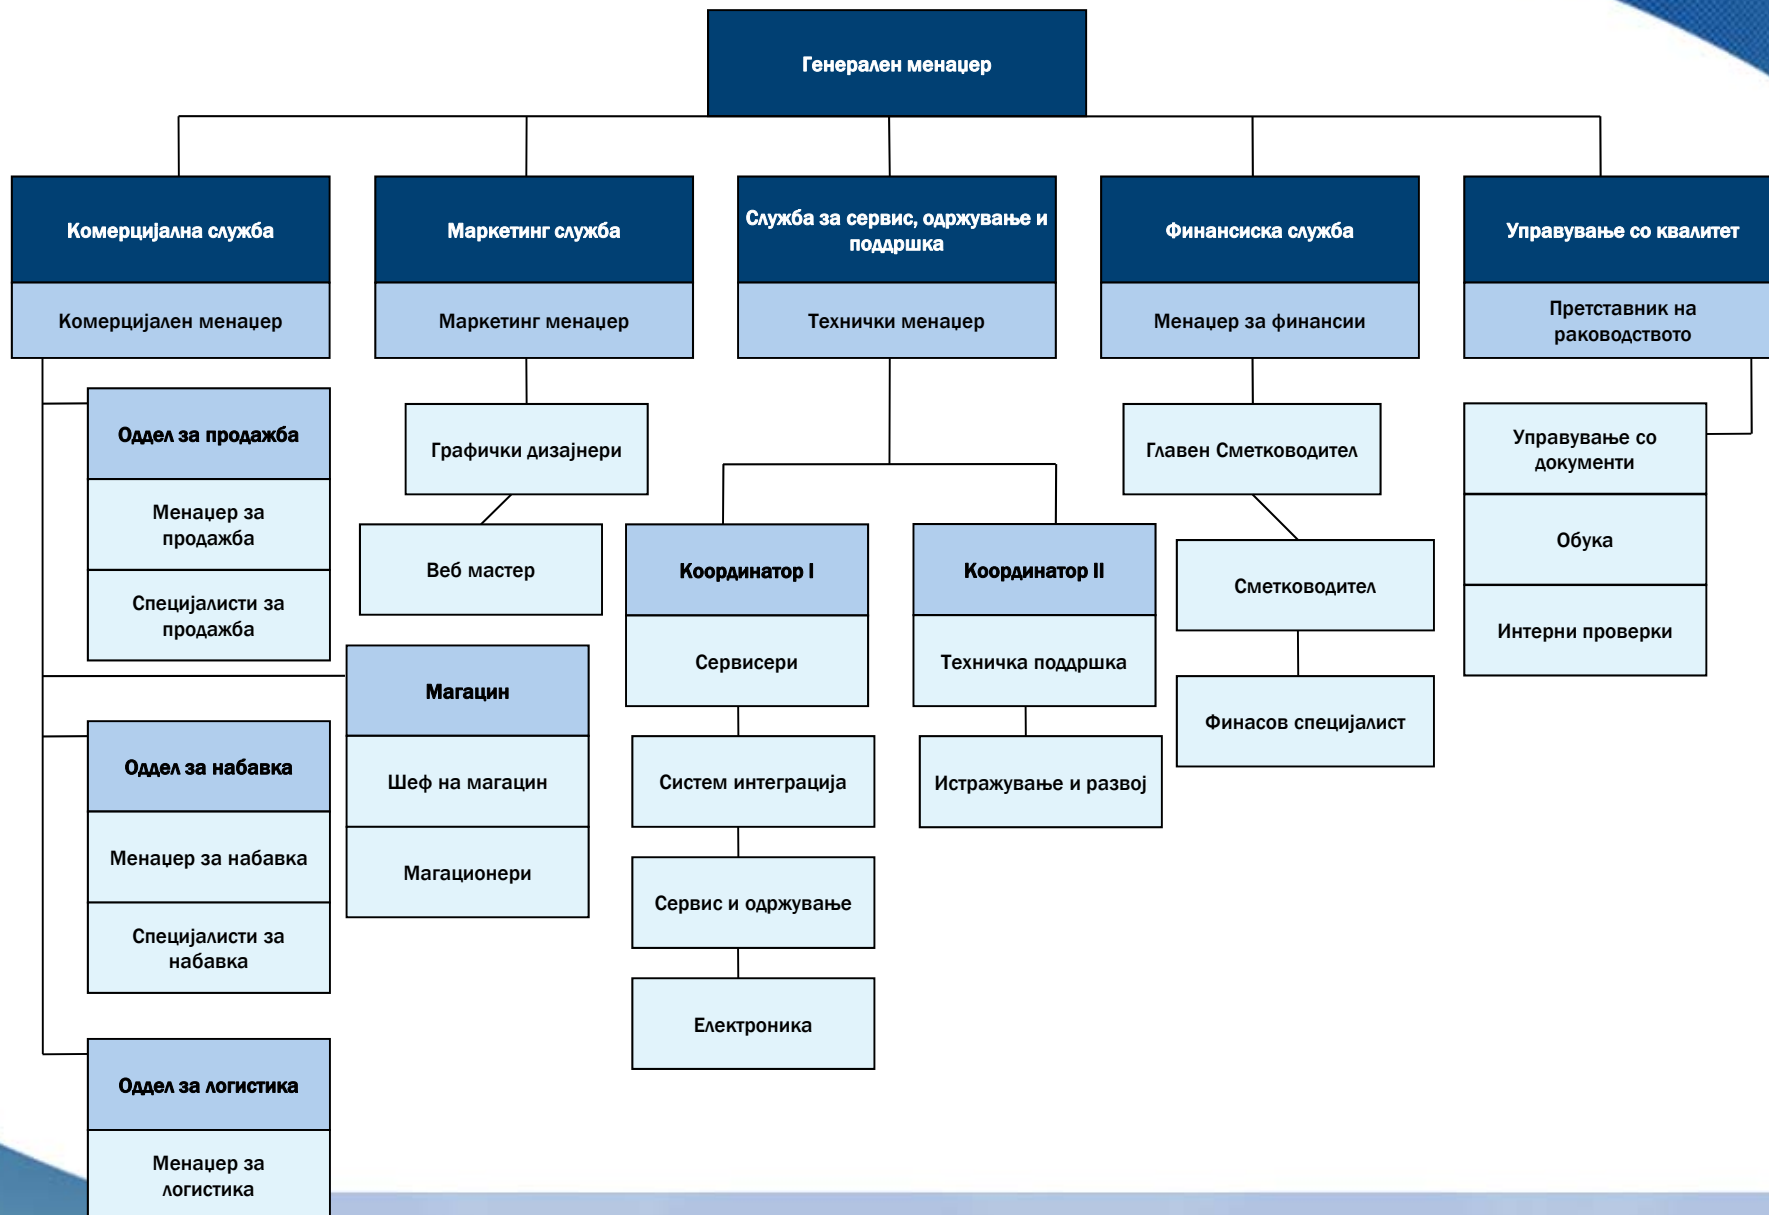 Генерален менаџер
Комерцијална служба
Комерцијален менаџер
Маркетинг служба
Маркетинг менаџер
Служба за сервис, одржување и
поддршка
Технички менаџер
Финансиска служба
Менаџер за финансии
Управување со квалитет
Претставник на
раководството
Оддел за продажба
Менаџер за
продажба
Специјалисти за
продажба
Магацин
Шеф на магацин
Магационери
Оддел за набавка
Менаџер за набавка
Специјалисти за
набавка
Оддел за логистика
Менаџер за
логистика
Графички дизајнери
Веб мастер
Координатор I
Сервисери
Систем интеграција
Сервис и одржување
Електроника
Координатор II
Техничка поддршка
Истражување и развој
Главен Сметководител
Сметководител
Финасов специјалист
Управување со
документи
Обука
Интерни проверки